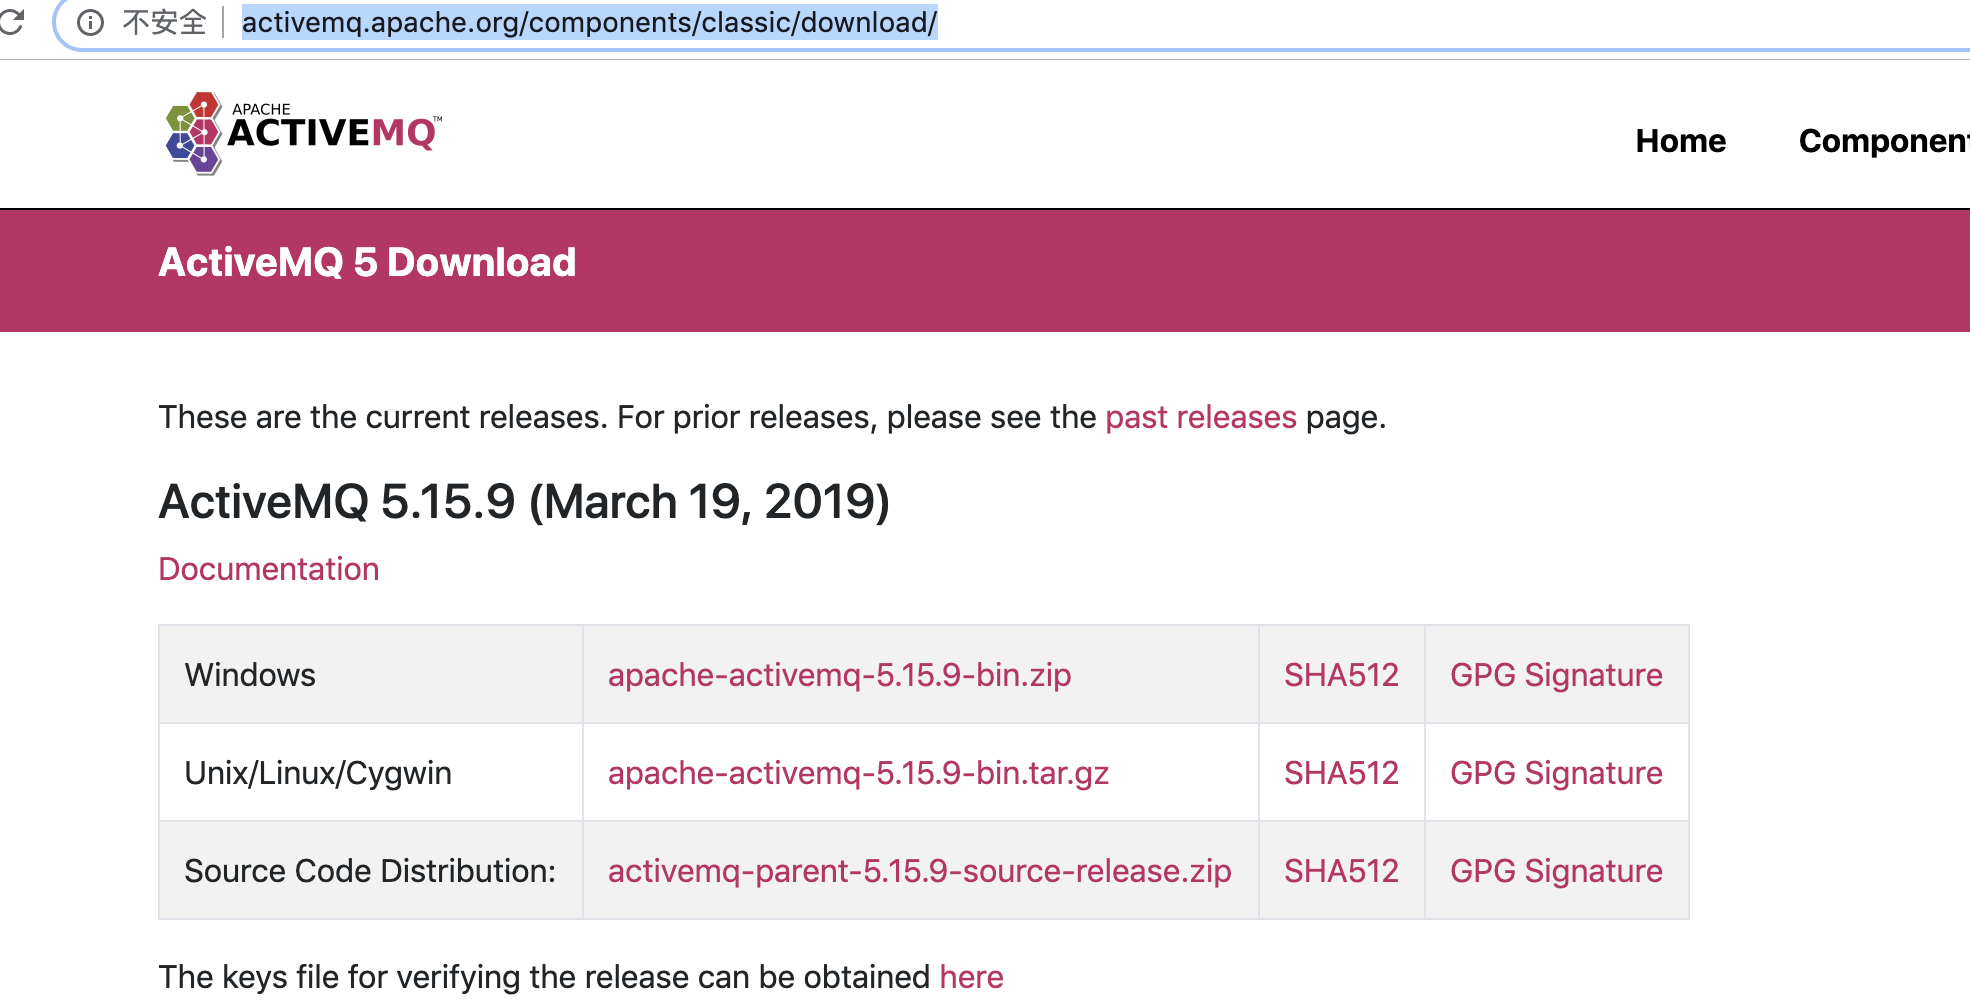 不安全 activemq.apache.org/components/classic/download/
APACHE
ACTIVEMQ™
Home Component
ActiveMQ 5 Download
These are the current releases. For prior releases, please see the past releases page.
ActiveMQ 5.15.9 (March 19, 2019)
Documentation
Windows apache-activemq-5.15.9-bin.zip SHA512 GPG Signature
Unix/Linux/Cygwin apache-activemq-5.15.9-bin.tar.gz SHA512 GPG Signature
Source Code Distribution: activemq-parent-5.15.9-source-release.zip SHA512 GPG Signature
The keys file for verifying the release can be obtained here